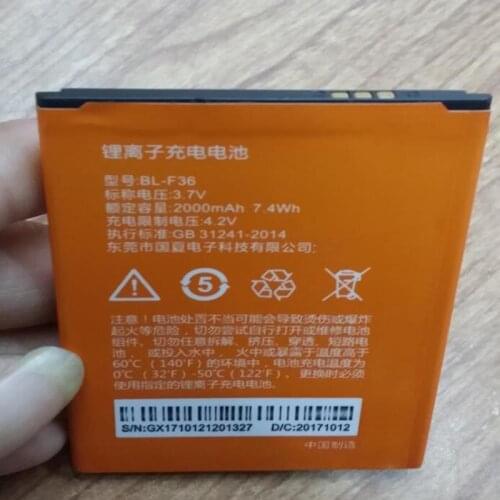 锂离子充电电池
型号:BL-F36
标称电压:3.7V
额定容量:2000mAh 7.4Wh
充电限制电压:4.2V
执行标准:GB 31241-2014
东莞市国夏电子科技有限公司
5
注意！电池处置不当可能会导致烫伤或爆
起火等危险，切勿尝试自行打开或维修电池
组件。切勿拆解、挤压、穿透、短路电
池，或投入水中，火中或暴露于温度高于
60℃（140℉）的环境中。电池充电温度为
0℃（32℉）-50℃（122℉）。更换时必须
使用指定的锂离子充电电池。
S/N:GX1710121201327 D/C:20171012
中国制造